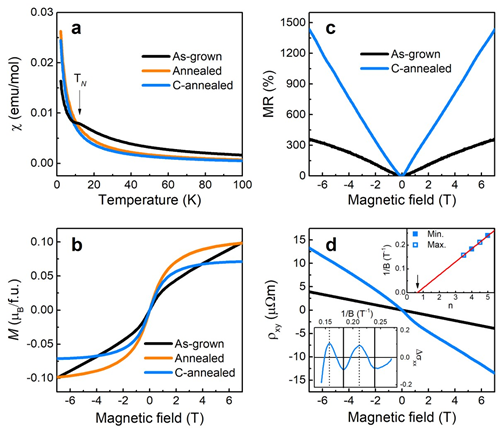 a
χ (emu/mol)
0.03
0.02
0.01
0.00
T_N
As-grown
Annealed
C-annealed
0 20 40 60 80 100
Temperature (K)
c
MR (%)
1500
1250
1000
750
500
250
0
As-grown
C-annealed
-6 -4 -2 0 2 4 6
Magnetic field (T)
b
M (μ_B/f.u.)
0.10
0.05
0.00
-0.05
-0.10
As-grown
Annealed
C-annealed
-6 -4 -2 0 2 4 6
Magnetic field (T)
d
ρ_xy (μΩm)
15
10
5
0
-5
-10
-15
1/B (T⁻¹)
0.2
0.1
0.0
Min.
Max.
0 1 2 3 4 5
n
1/B (T⁻¹)
0.15 0.20 0.25
0.2
0.0
-0.2
Δρ_xx
-6 -4 -2 0 2 4 6
Magnetic field (T)